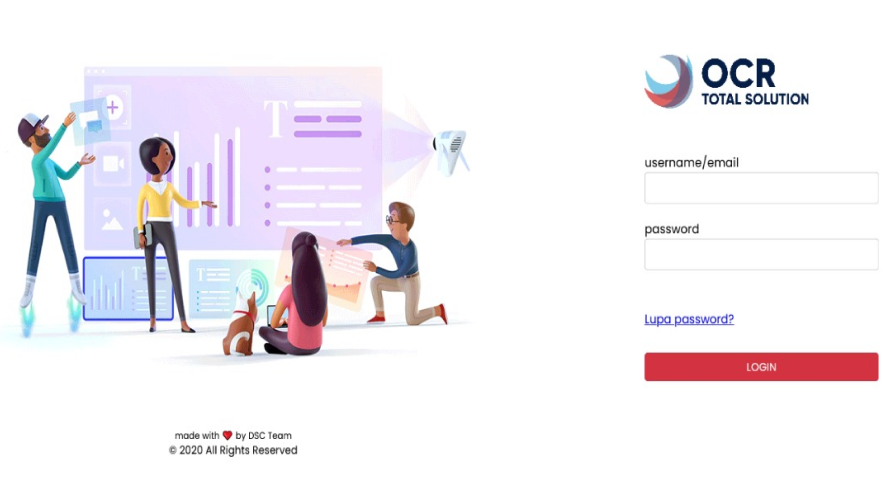 OCR
TOTAL SOLUTION
username/email
password
Lupa password?
LOGIN
made with ❤ by DSC Team
© 2020 All Rights Reserved
T
T